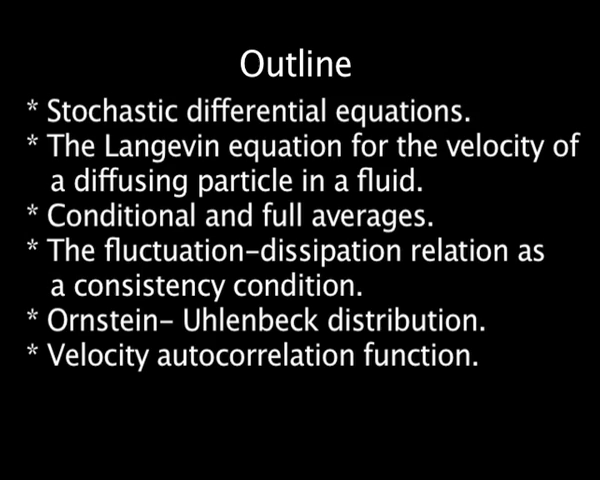 Outline
* Stochastic differential equations.
* The Langevin equation for the velocity of
a diffusing particle in a fluid.
* Conditional and full averages.
* The fluctuation-dissipation relation as
a consistency condition.
* Ornstein- Uhlenbeck distribution.
* Velocity autocorrelation function.